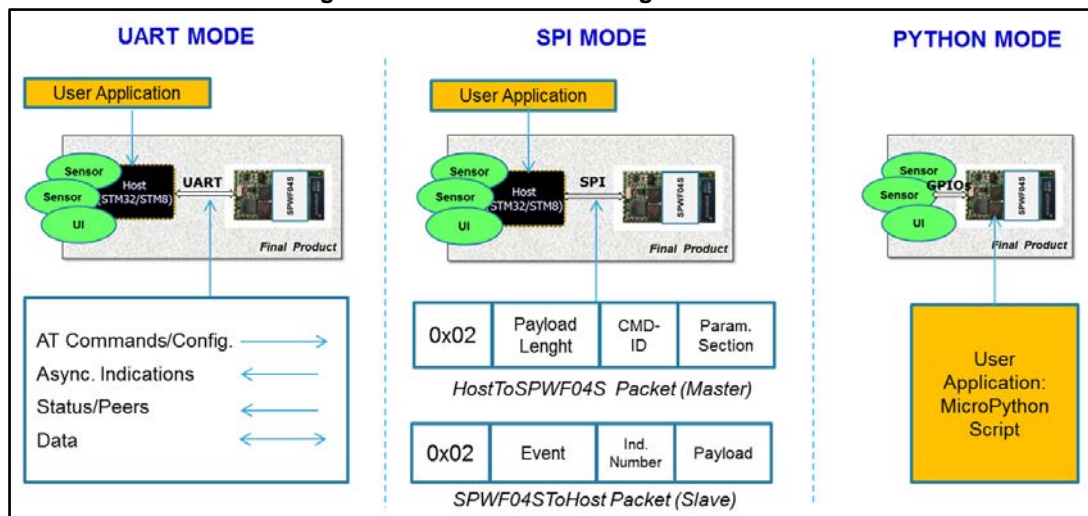 UART MODE
User Application
Sensor
Sensor
UI
Host
(STM32/STM8)
UART
SPWF04S
Final Product
AT Commands/Config.
Async. Indications
Status/Peers
Data
SPI MODE
User Application
Sensor
Sensor
UI
Host
(STM32/STM8)
SPI
SPWF04S
Final Product
0x02
Payload
Lenght
CMD-
ID
Param.
Section
HostToSPWF04S Packet (Master)
0x02
Event
Ind.
Number
Payload
SPWF04SToHost Packet (Slave)
PYTHON MODE
Sensor
Sensor
UI
GPIOs
SPWF04S
Final Product
User
Application:
MicroPython
Script